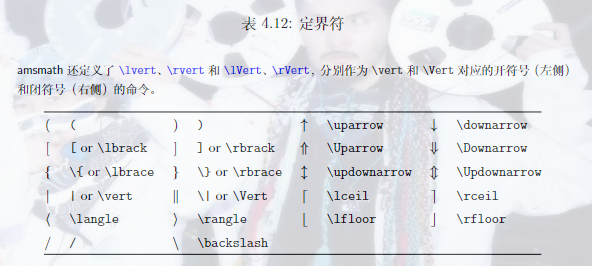 表 4.12: 定界符
amsmath 还定义了 \lvert、\rvert 和 \lVert、\rVert，分别作为 \vert 和 \Vert 对应的开符号（左侧）
和闭符号（右侧）的命令。
( ( ) ) ↑ \uparrow ↓ \downarrow
[ [ or \lbrack ] ] or \rbrack ⇑ \Uparrow ⇓ \Downarrow
{ \{ or \lbrace } \} or \rbrace ↕ \updownarrow ⇕ \Updownarrow
| | or \vert ‖ \| or \Vert ⌈ \lceil ⌉ \rceil
⟨ \langle ⟩ \rangle ⌊ \lfloor ⌋ \rfloor
/ / \ \backslash